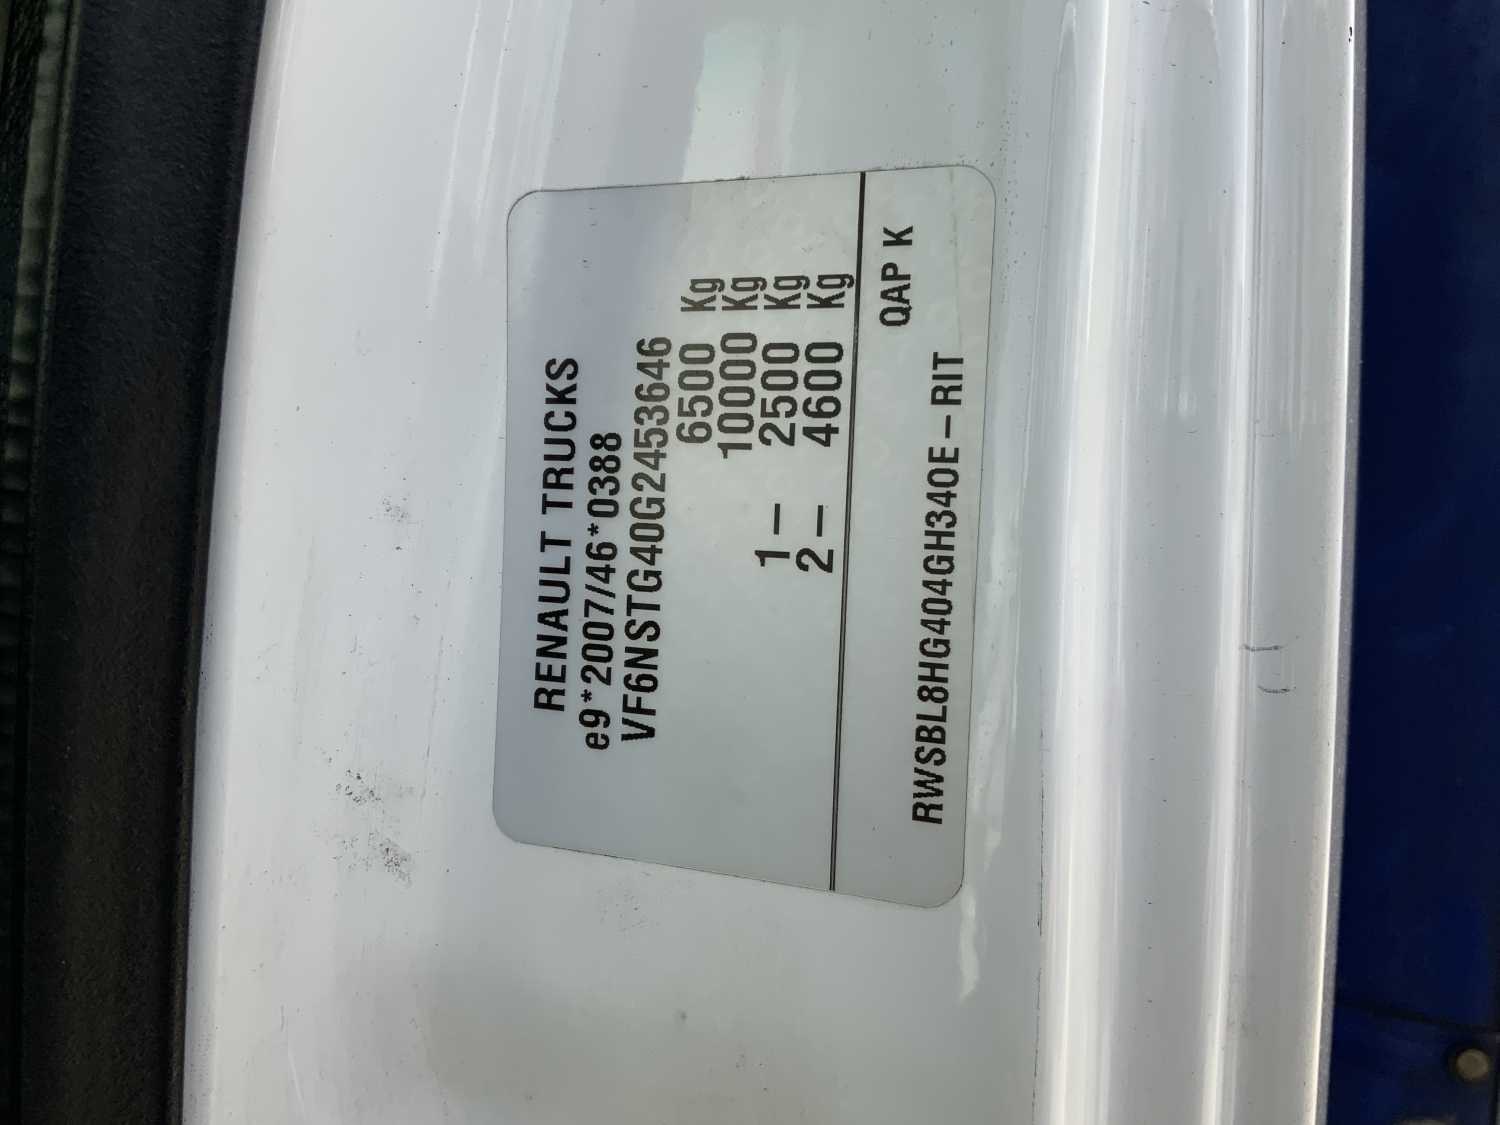 RENAULT TRUCKS
e9*2007/46*0388
VF6NSTG40G2453646
6500 Kg
10000 Kg
1– 2500 Kg
2– 4600 Kg
QAP K
RWSBL8HG404GH340E–RIT